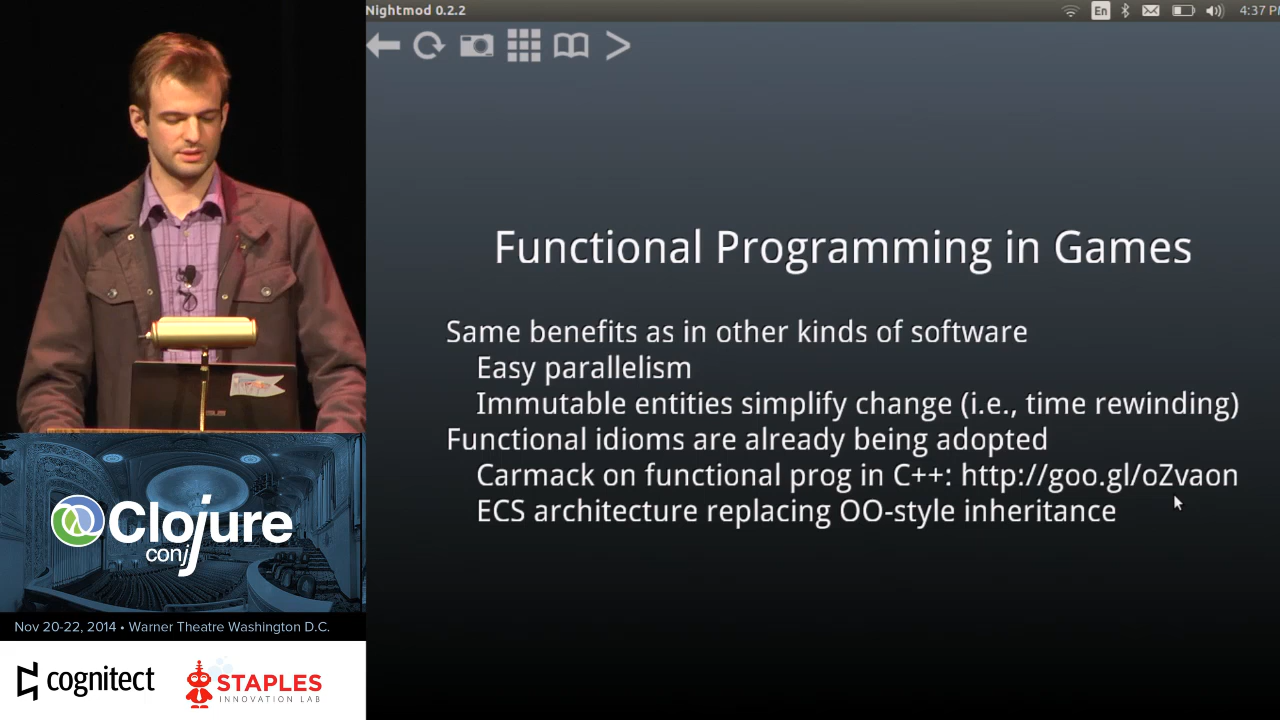 Nightmod 0.2.2
En
4:37 P
Functional Programming in Games
Same benefits as in other kinds of software
Easy parallelism
Immutable entities simplify change (i.e., time rewinding)
Functional idioms are already being adopted
Carmack on functional prog in C++: http://goo.gl/oZvaon
ECS architecture replacing OO-style inheritance
Clojure
conj
Nov 20-22, 2014 • Warner Theatre Washington D.C.
cognitect
STAPLES
INNOVATION LAB